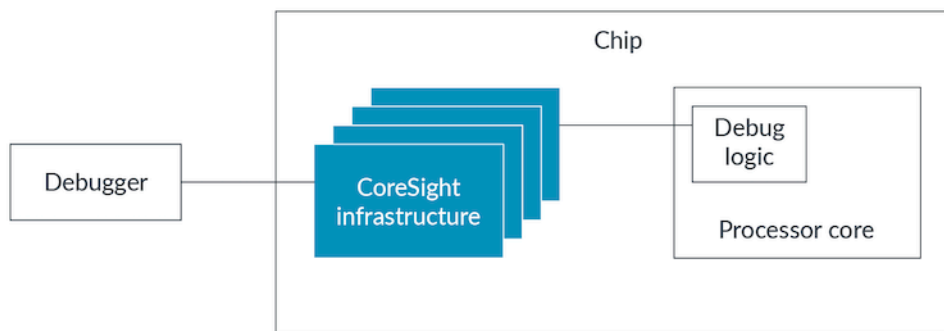 Chip
Debugger
CoreSight
infrastructure
Debug
logic
Processor core